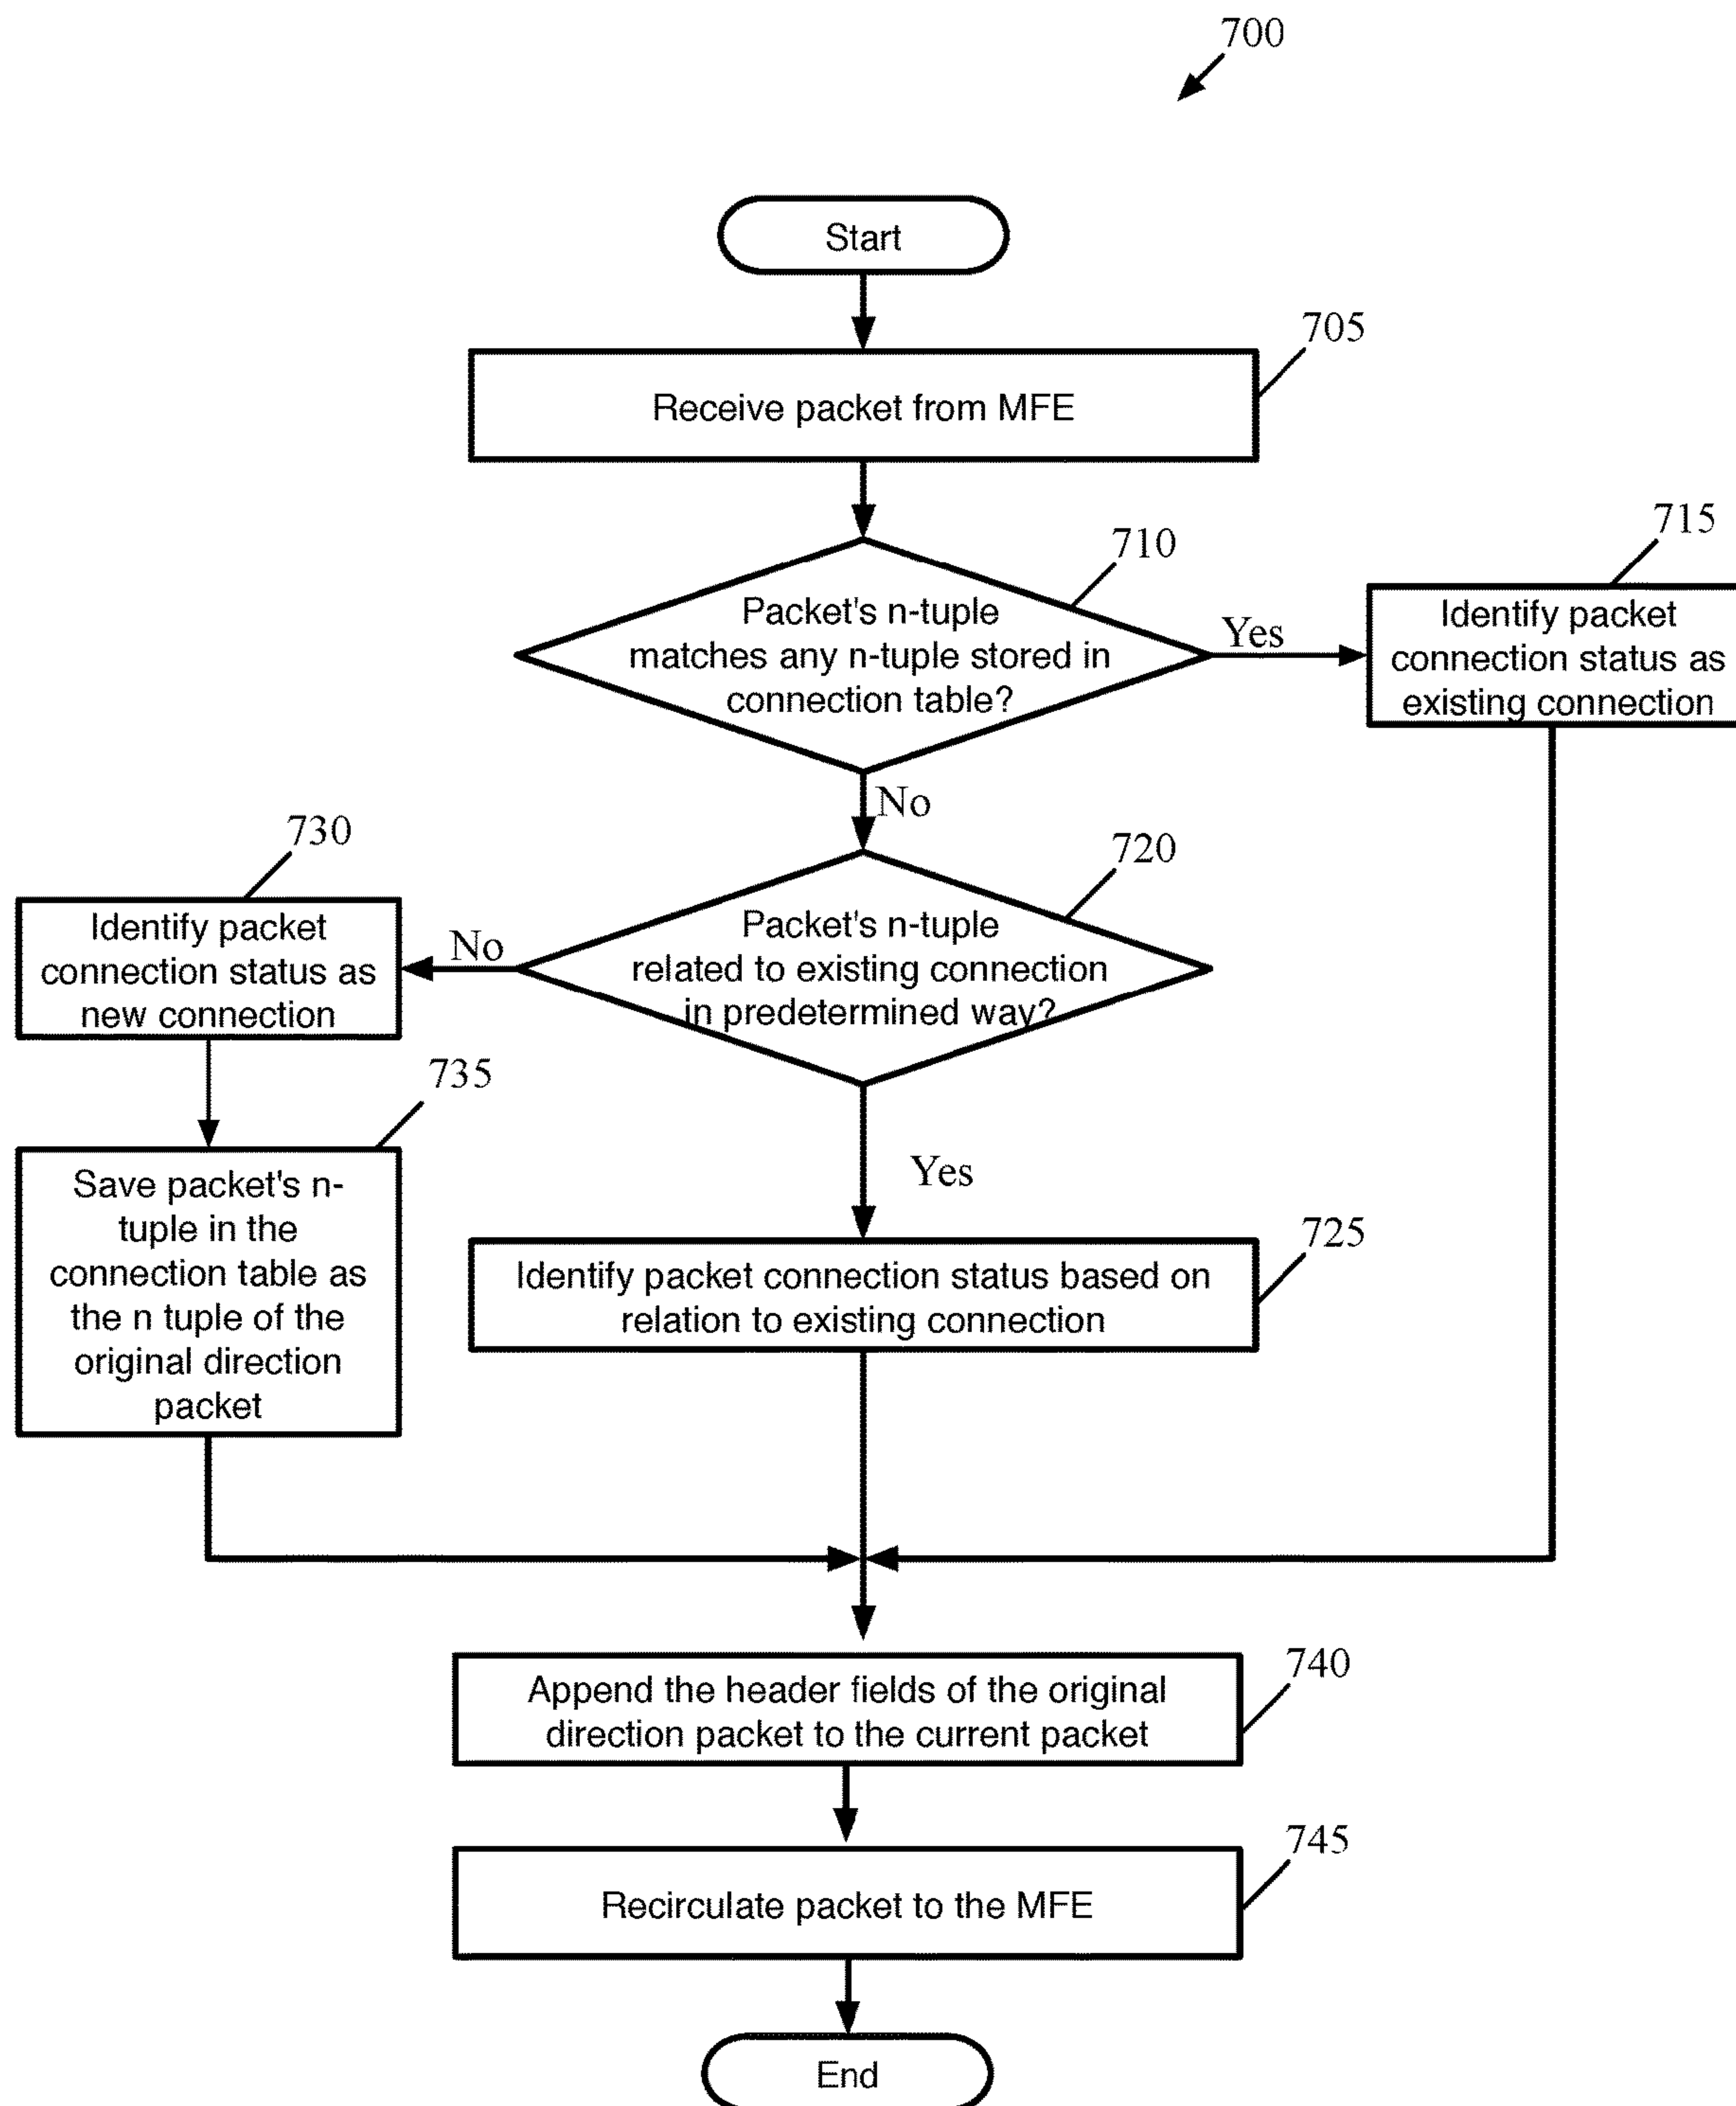 700
Start
705
Receive packet from MFE
710
715
Packet's n-tuple
matches any n-tuple stored in
connection table?
Yes
Identify packet
connection status as
existing connection
No
730
720
Identify packet
connection status as
new connection
No
Packet's n-tuple
related to existing connection
in predetermined way?
735
Save packet's n-
tuple in the
connection table as
the n tuple of the
original direction
packet
Yes
725
Identify packet connection status based on
relation to existing connection
740
Append the header fields of the original
direction packet to the current packet
745
Recirculate packet to the MFE
End